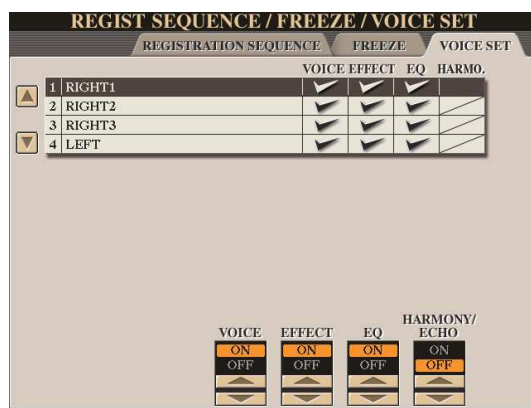 REGIST SEQUENCE / FREEZE / VOICE SET
REGISTRATION SEQUENCE FREEZE VOICE SET
VOICE EFFECT EQ HARMO.
1 RIGHT1
2 RIGHT2
3 RIGHT3
4 LEFT
VOICE EFFECT EQ HARMONY/
ECHO
ON ON ON ON
OFF OFF OFF OFF